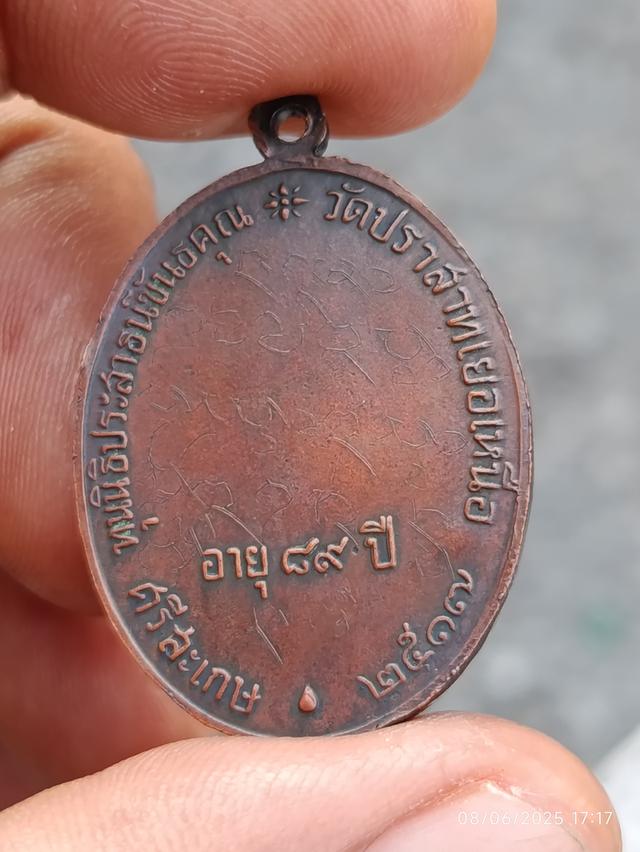 พุนนิธิประสาธน์ขันธคุณ ✵ วัดปราสาทเยอเหนือ
อายุ ๘๙ ปี
ศรีสะเกษ
๒๕๑๗
08/06/2025 17:17